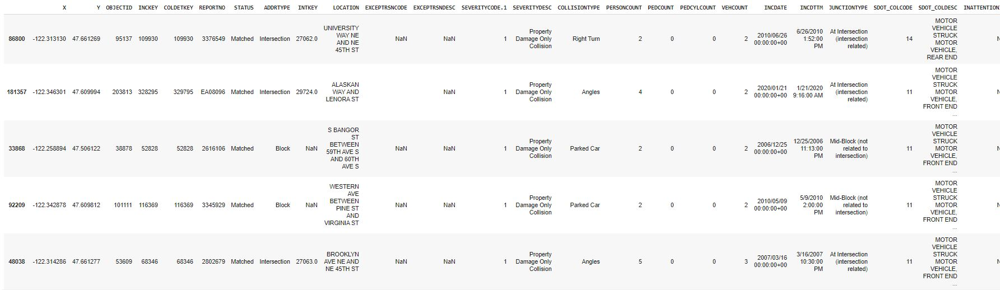 X Y OBJECTID INCKEY COLDETKEY REPORTNO STATUS ADDRTYPE INTKEY LOCATION EXCEPTRSNCODE EXCEPTRSNDESC SEVERITYCODE.1 SEVERITYDESC COLLISIONTYPE PERSONCOUNT PEDCOUNT PEDCYLCOUNT VEHCOUNT INCDATE INCDTTM JUNCTIONTYPE SDOT_COLCODE SDOT_COLDESC INATTENTION
MOTOR
UNIVERSITY Property 6/26/2010 At Intersection VEHICLE
WAY NE 2010/06/26 STRUCK
86800 -122.313130 47.661269 95137 109930 109930 3376549 Matched Intersection 27062.0 AND NE NaN NaN 1 Damage Only Right Turn 2 0 0 2 00:00:00+00 1:52:00 (intersection 14 MOTOR N
45TH ST Collision PM related) VEHICLE,
REAR END
MOTOR
VEHICLE
ALASKAN Property 2020/01/21 1/21/2020 At Intersection STRUCK
181357 -122.346301 47.609994 203813 328295 329795 EA08096 Matched Intersection 29724.0 WAY AND NaN 1 Damage Only Angles 4 0 0 2 00:00:00+00 9:16:00 AM (intersection 11 MOTOR N
LENORA ST Collision related) VEHICLE,
FRONT END
...
S BANGOR MOTOR
ST VEHICLE
BETWEEN Property 2006/12/25 12/25/2006 Mid-Block (not STRUCK
33868 -122.258894 47.506122 38878 52828 52828 2616106 Matched Block NaN 59TH AVE S NaN NaN 1 Damage Only Parked Car 2 0 0 2 00:00:00+00 11:13:00 related to 11 MOTOR N
AND 60TH Collision PM intersection) VEHICLE,
AVE S FRONT END
...
WESTERN MOTOR
AVE VEHICLE
BETWEEN Property 2010/05/09 5/9/2010 Mid-Block (not STRUCK
92209 -122.342878 47.609812 101111 116369 116369 3345929 Matched Block NaN PINE ST NaN NaN 1 Damage Only Parked Car 2 0 0 2 00:00:00+00 2:00:00 related to 11 MOTOR N
AND Collision PM intersection) VEHICLE,
VIRGINIA ST FRONT END
...
MOTOR
VEHICLE
BROOKLYN Property 2007/03/16 3/16/2007 At Intersection STRUCK
48038 -122.314286 47.661277 53609 68346 68346 2802679 Matched Intersection 27063.0 AVE NE AND NaN NaN 1 Damage Only Angles 5 0 0 3 00:00:00+00 10:30:00 (intersection 11 MOTOR N
NE 45TH ST Collision PM related) VEHICLE,
FRONT END
...